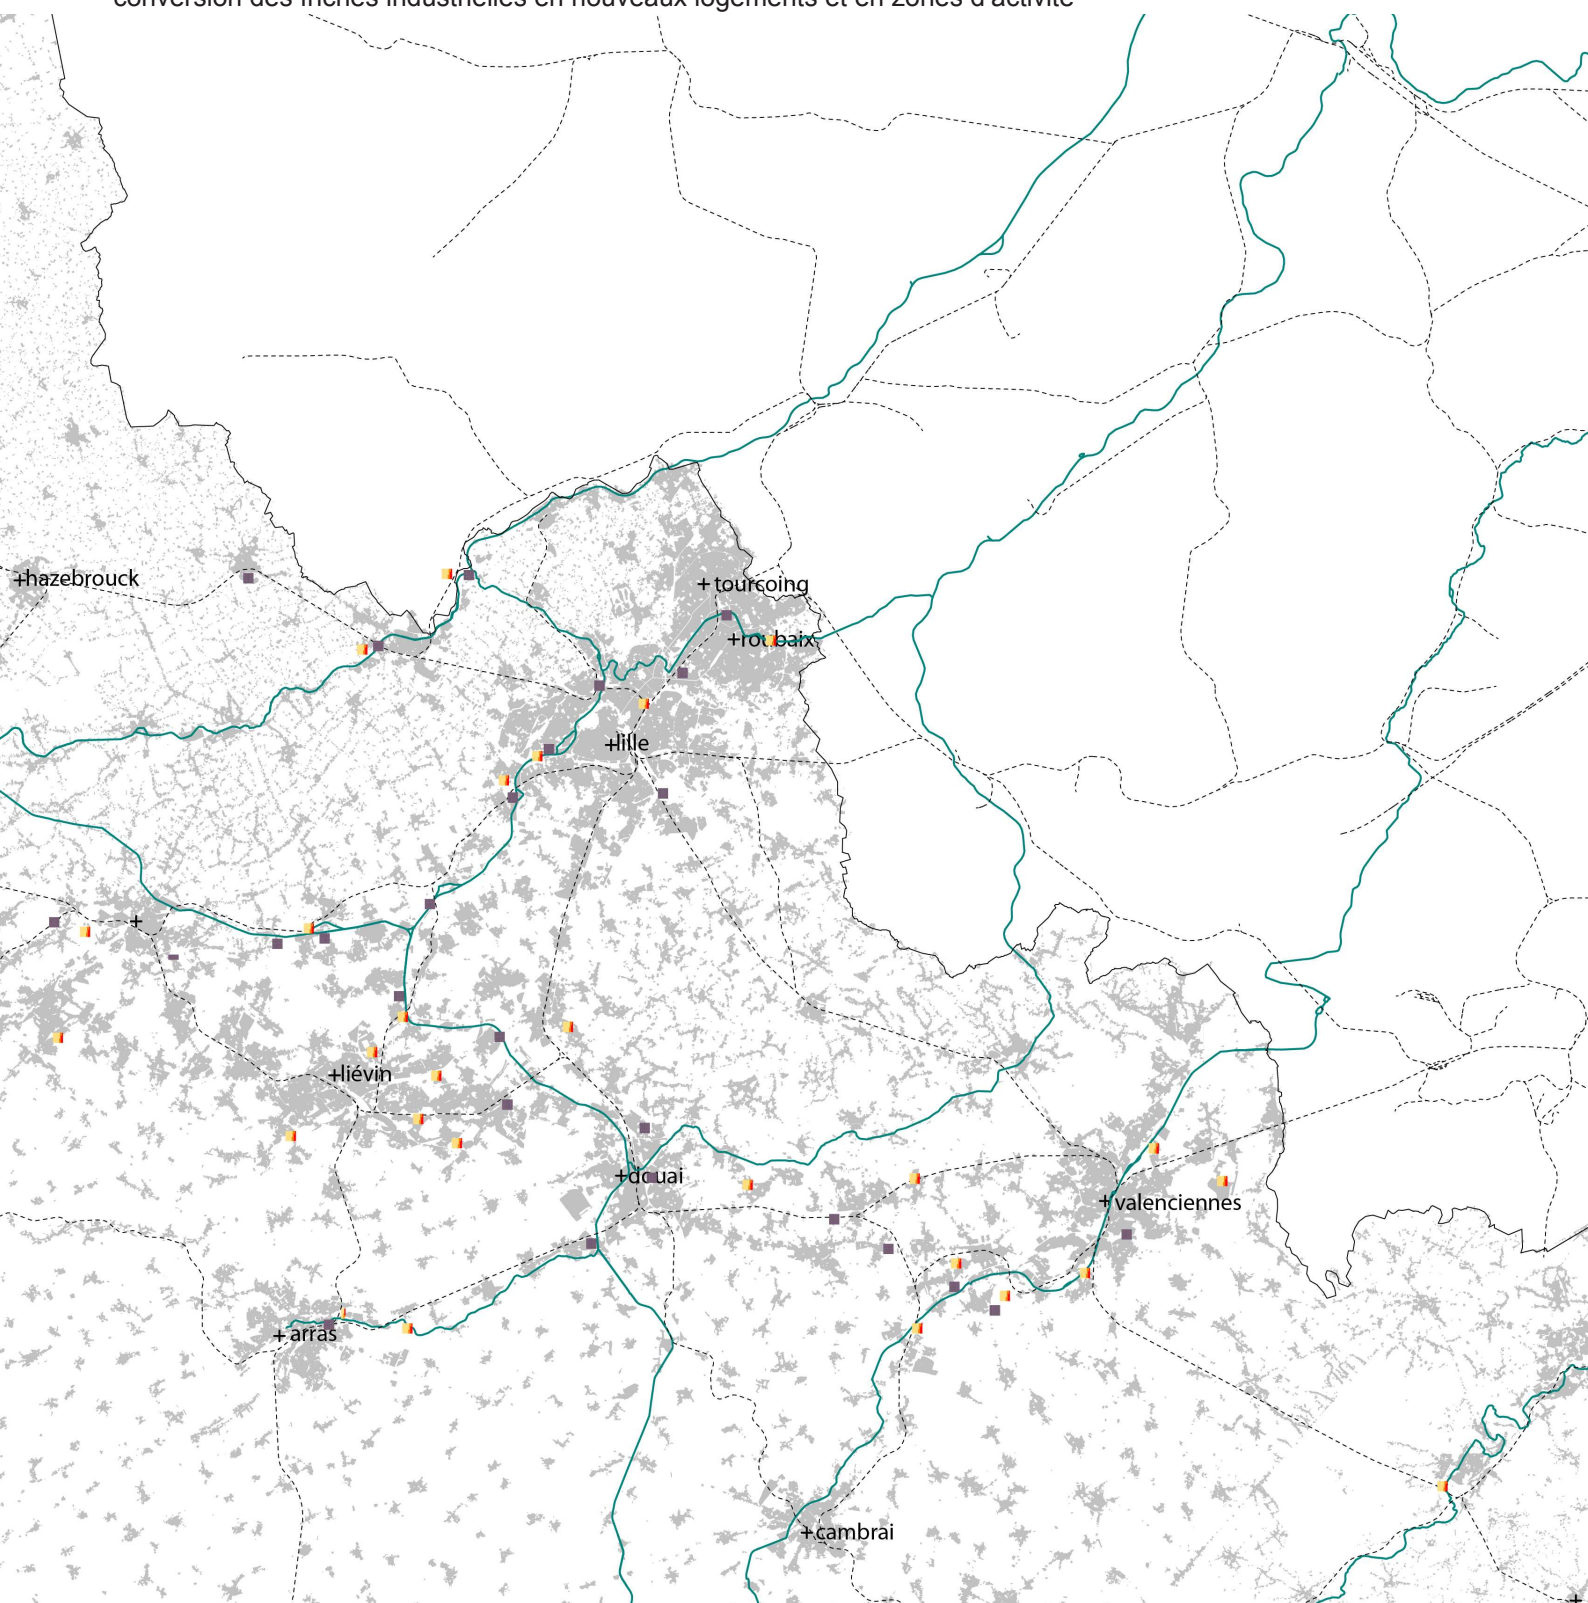 conversion des friches industrielles en nouveaux logements et en zones d'activité
hazebrouck
tourcoing
roubaix
lille
liévin
douai
valenciennes
arras
cambrai